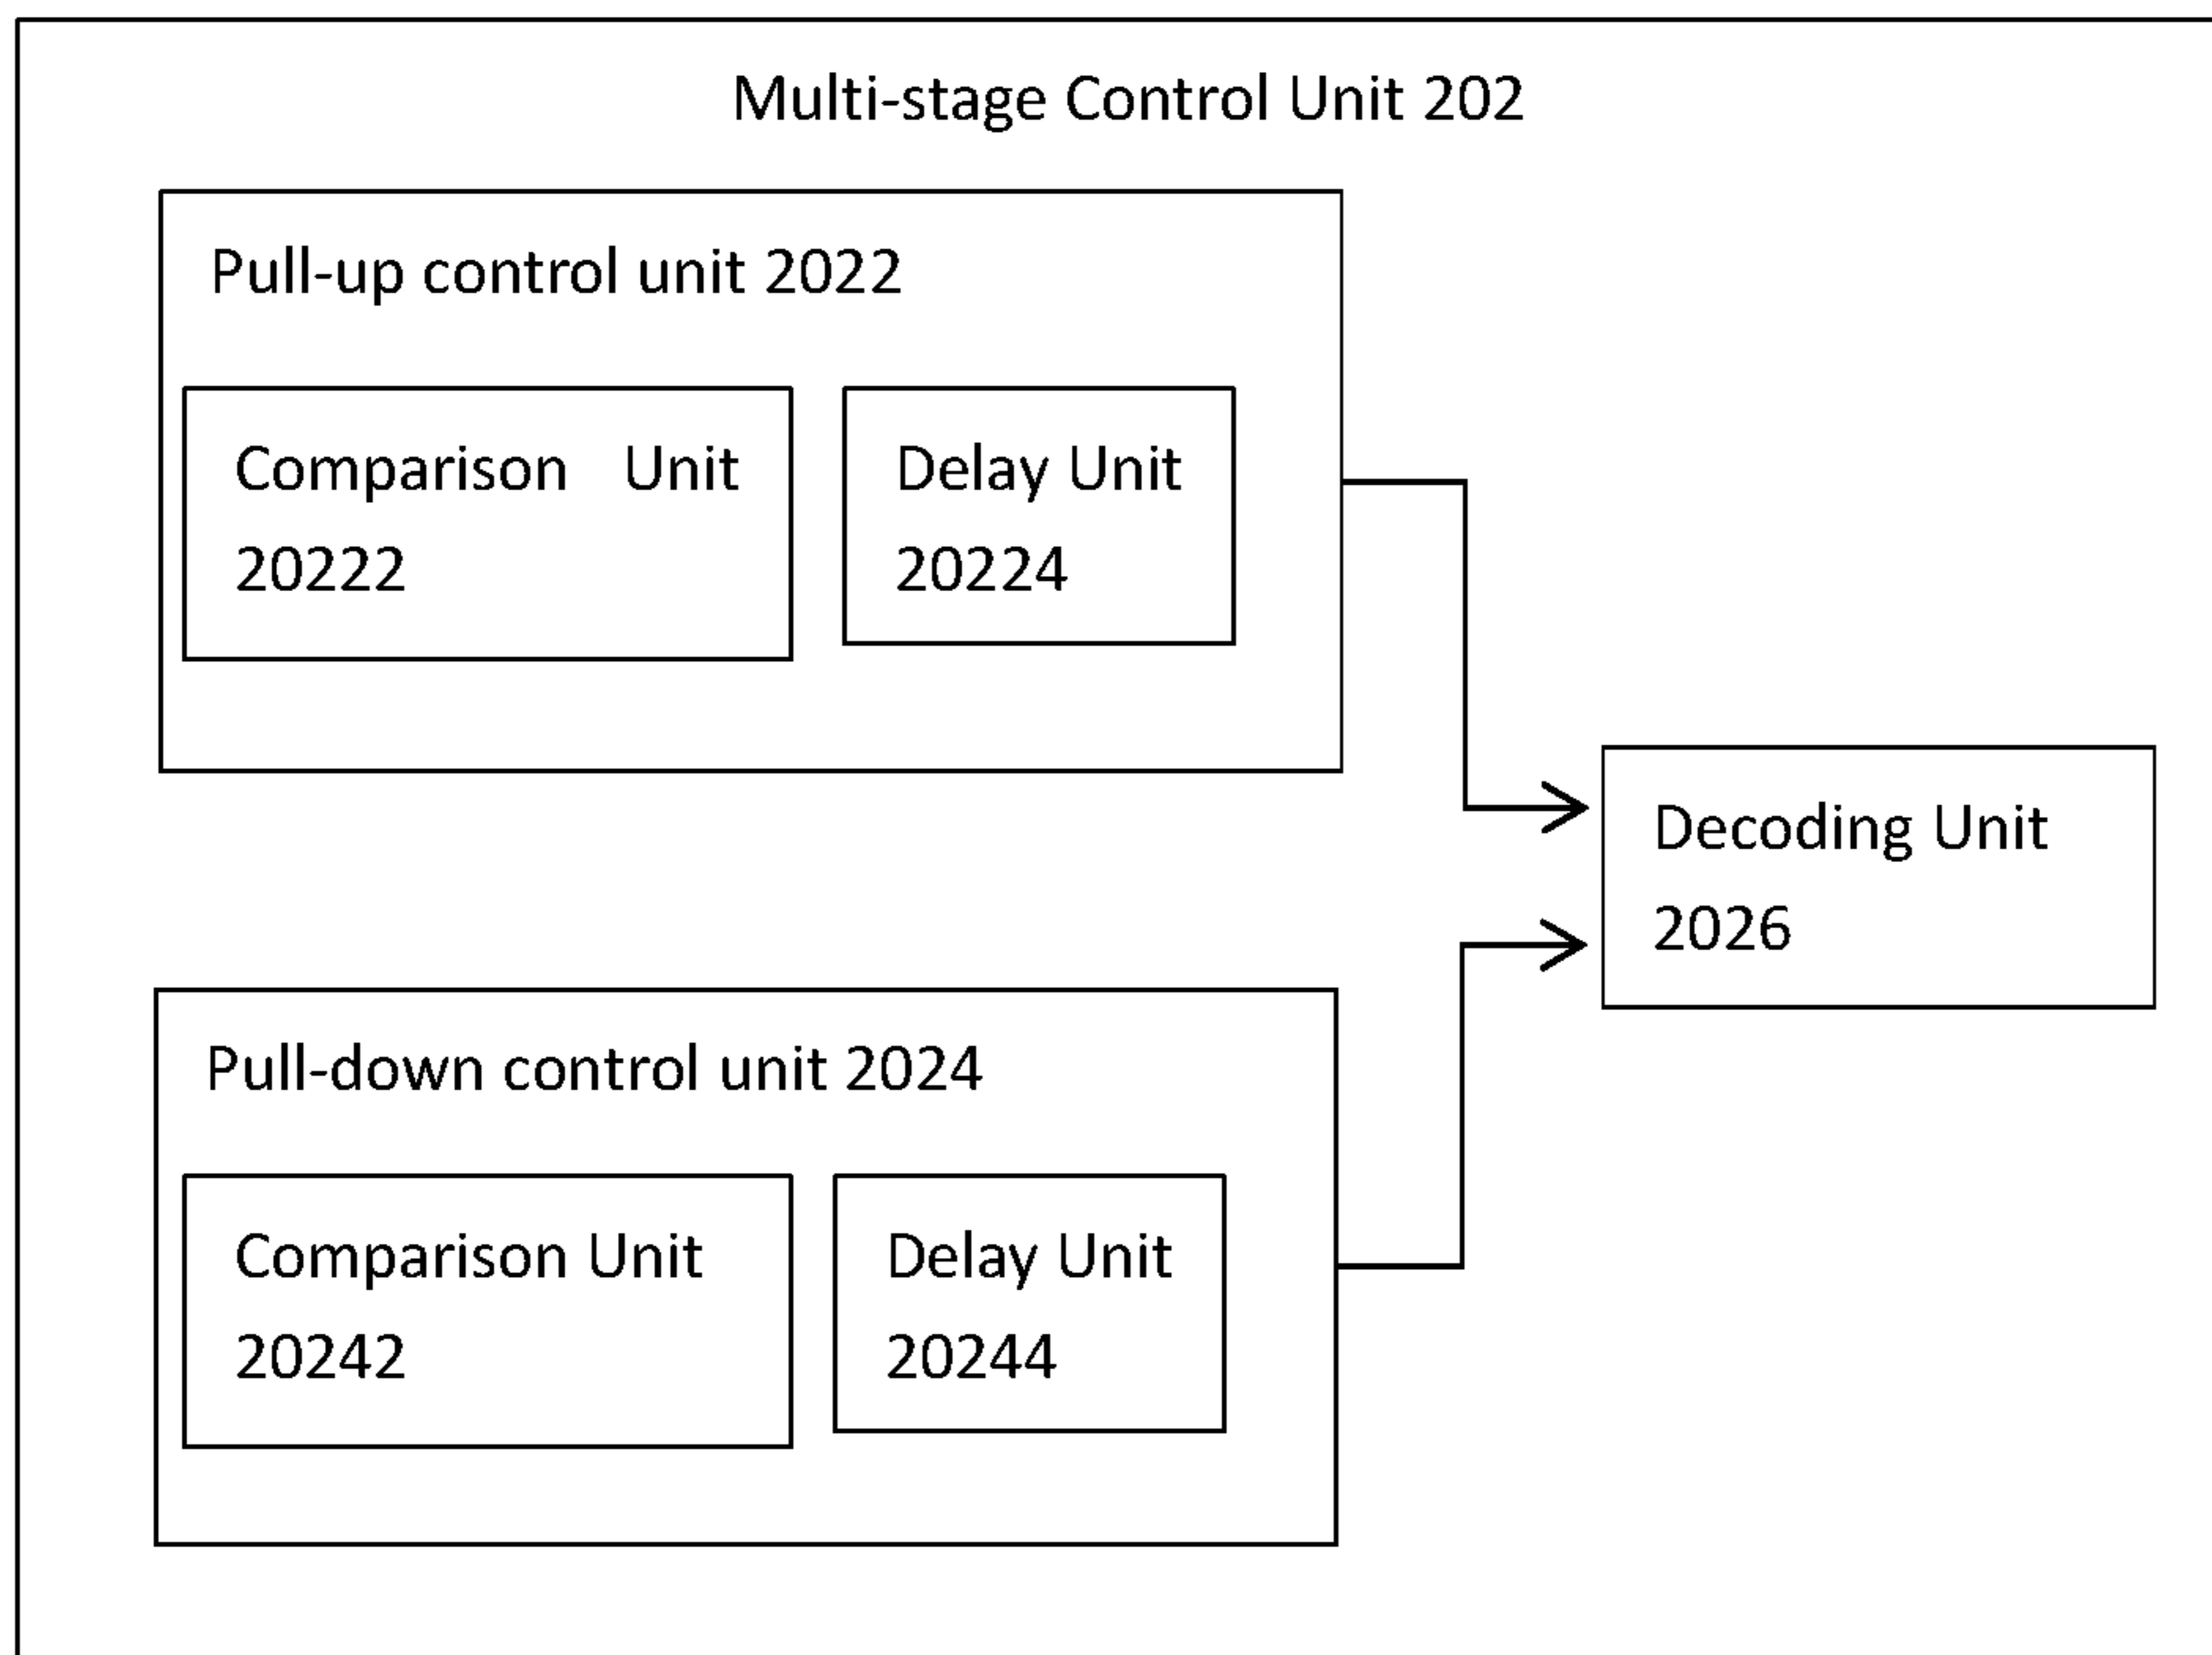 Multi-stage Control Unit 202
Pull-up control unit 2022
Comparison Unit
20222
Delay Unit
20224
Decoding Unit
2026
Pull-down control unit 2024
Comparison Unit
20242
Delay Unit
20244